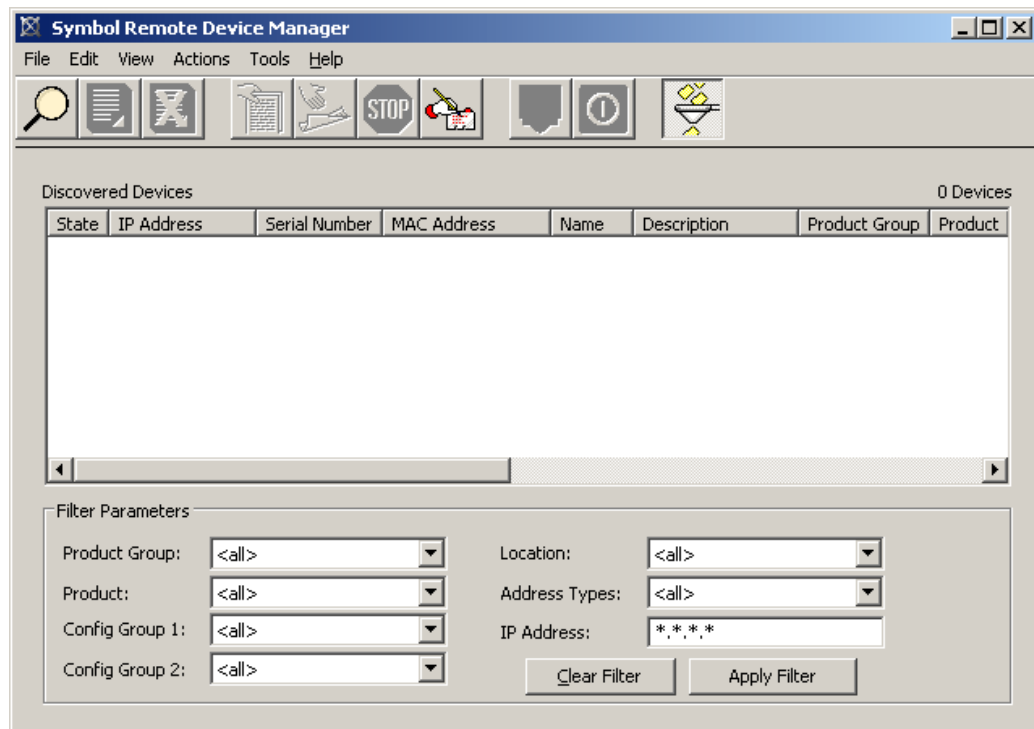 Symbol Remote Device Manager
File Edit View Actions Tools Help
STOP
Discovered Devices 0 Devices
State IP Address Serial Number MAC Address Name Description Product Group Product
Filter Parameters
Product Group: <all> Location: <all>
Product: <all> Address Types: <all>
Config Group 1: <all> IP Address: *.*.*.*
Config Group 2: <all> Clear Filter Apply Filter